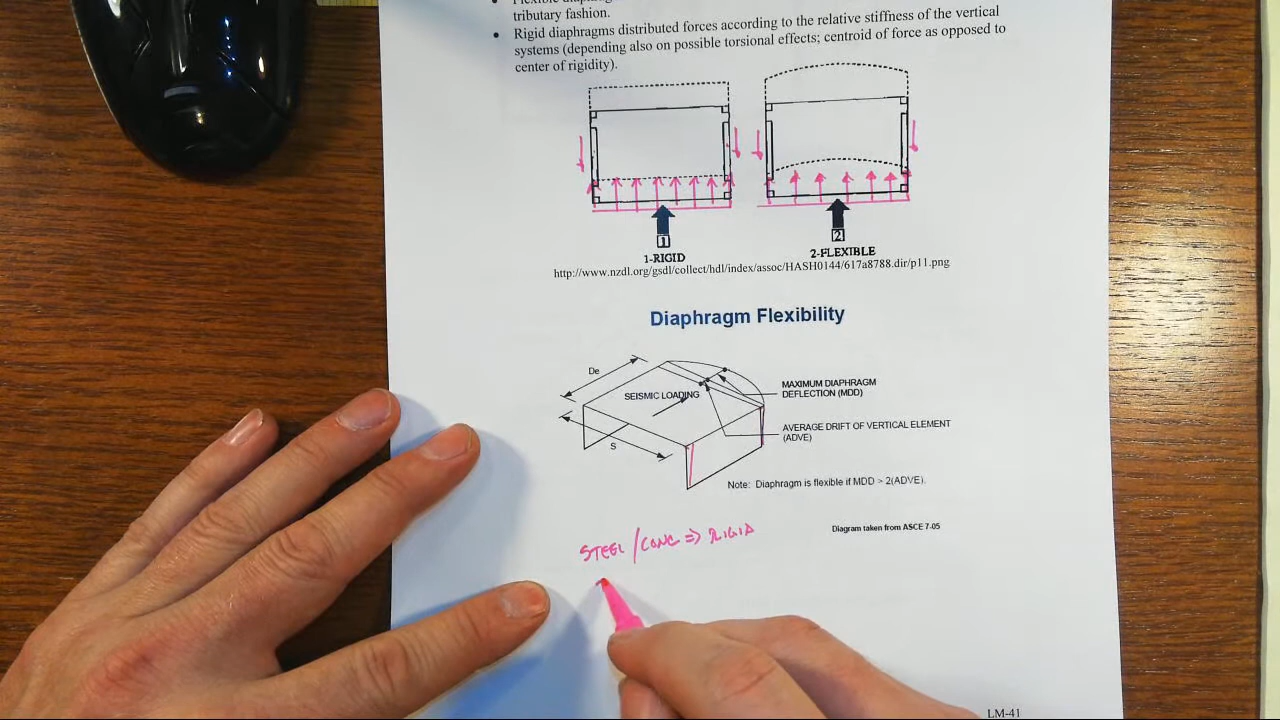 tributary fashion.
• Rigid diaphragms distributed forces according to the relative stiffness of the vertical
systems (depending also on possible torsional effects; centroid of force as opposed to
center of rigidity).
1
2
1-RIGID
2-FLEXIBLE
http://www.nzdl.org/gsdl/collect/hdl/index/assoc/HASH0144/617a8788.dir/p11.png
Diaphragm Flexibility
De
SEISMIC LOADING
MAXIMUM DIAPHRAGM
DEFLECTION (MDD)
AVERAGE DRIFT OF VERTICAL ELEMENT
(ADVE)
S
Note: Diaphragm is flexible if MDD > 2(ADVE).
Diagram taken from ASCE 7-05
STEEL / CONC => RIGID
LM-41